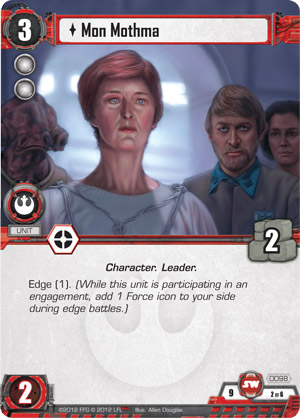 3
Mon Mothma
UNIT
2
Character. Leader.
Edge (1). (While this unit is participating in an
engagement, add 1 Force icon to your side
during edge battles.)
2
SW
0098
9
2 of 6
©2012 FFG © 2012 LFL Illus. Allen Douglas